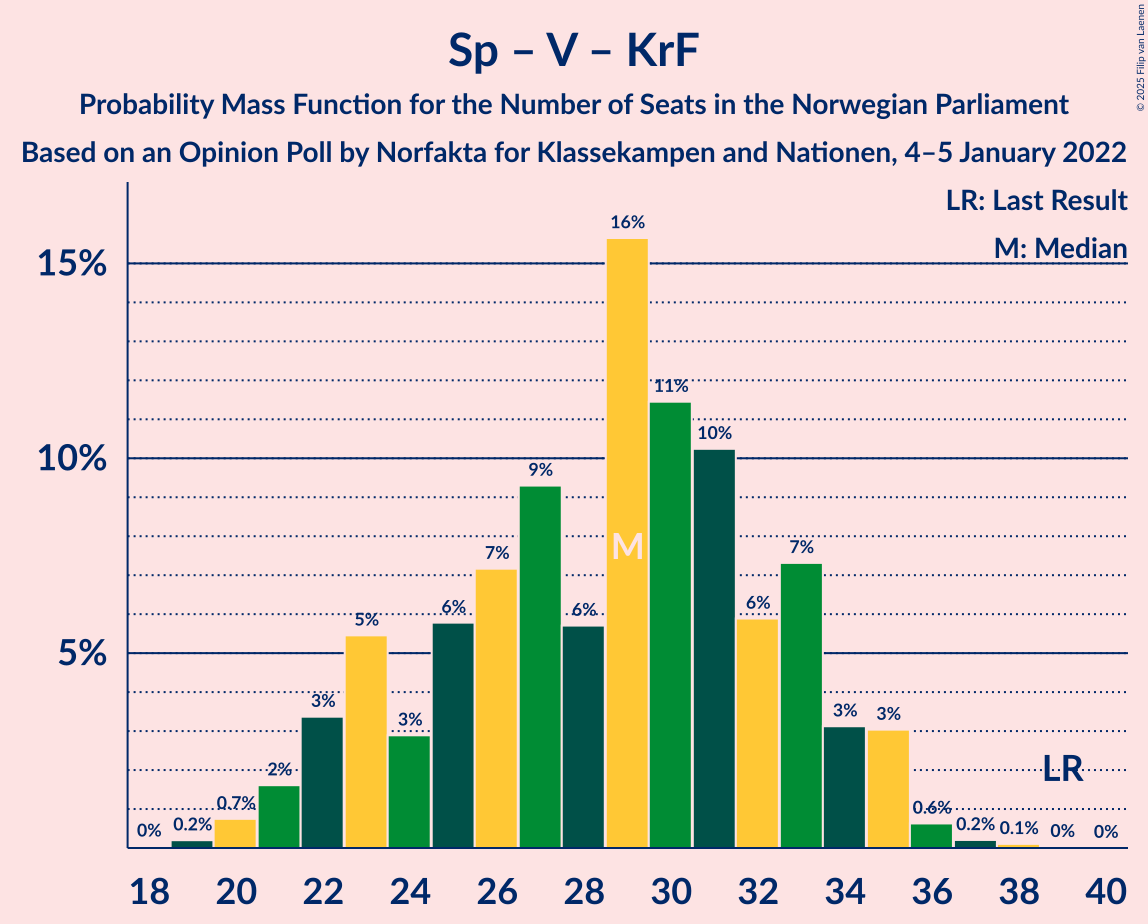 Sp – V – KrF
Probability Mass Function for the Number of Seats in the Norwegian Parliament
Based on an Opinion Poll by Norfakta for Klassekampen and Nationen, 4–5 January 2022
© 2025 Filip van Laenen
LR: Last Result
M: Median
15%
10%
5%
0%
0.2%
0.7%
2%
3%
5%
3%
6%
7%
9%
6%
16%
11%
10%
6%
7%
3%
3%
0.6%
0.2%
0.1%
0%
0%
M
LR
18 20 22 24 26 28 30 32 34 36 38 40